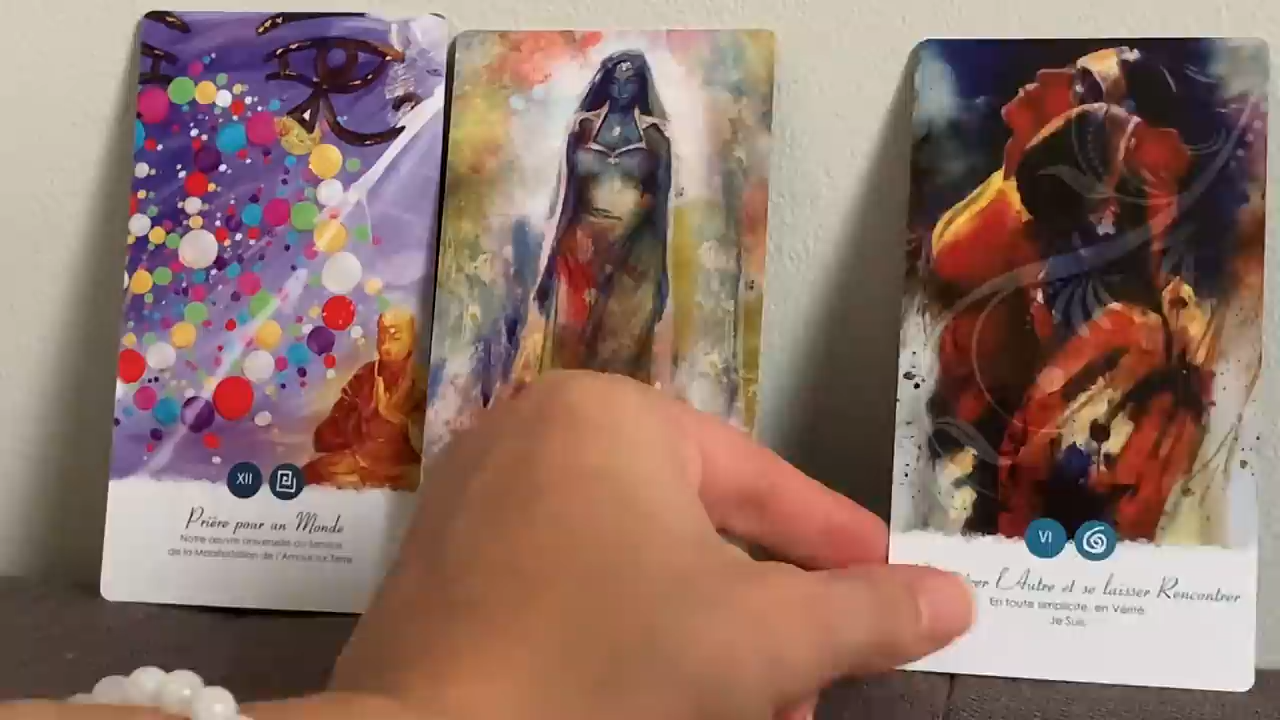 XII
Prière pour un Monde
Notre œuvre universelle au Service
de la Manifestation de l'Amour sur Terre
VI
l'Autre et se laisser Rencontrer
En toute simplicité, en Vérité
Je Suis